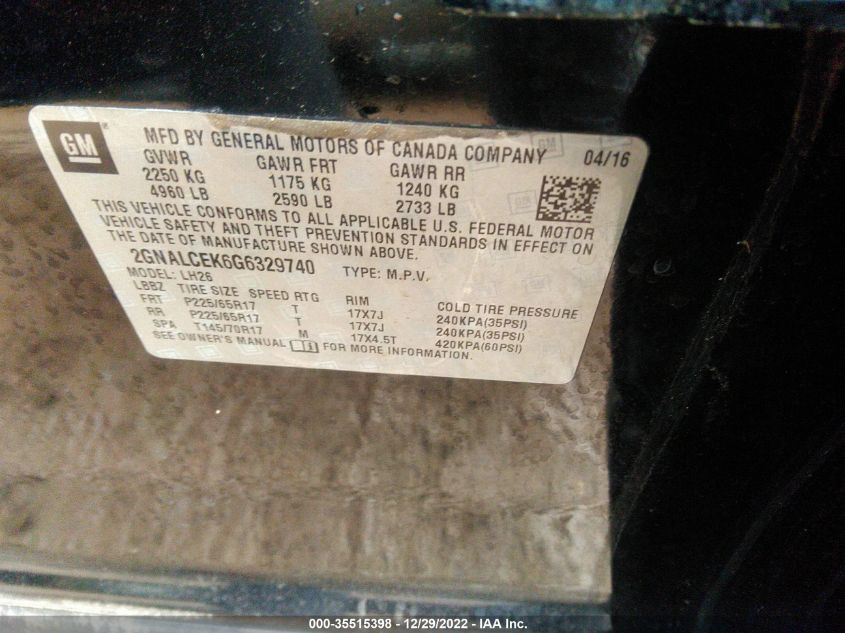 GM
MFD BY GENERAL MOTORS OF CANADA COMPANY 04/16
GVWR GAWR FRT GAWR RR
2250 KG 1175 KG 1240 KG
4960 LB 2590 LB 2733 LB
THIS VEHICLE CONFORMS TO ALL APPLICABLE U.S. FEDERAL MOTOR
VEHICLE SAFETY AND THEFT PREVENTION STANDARDS IN EFFECT ON
THE DATE OF MANUFACTURE SHOWN ABOVE.
2GNALCEK6G6329740 TYPE: M.P.V.
MODEL: LH26
LBBZ TIRE SIZE SPEED RTG RIM COLD TIRE PRESSURE
FRT P225/65R17 T 17X7J 240KPA(35PSI)
RR P225/65R17 T 17X7J 240KPA(35PSI)
SPA T145/70R17 M 17X4.5T 420KPA(60PSI)
SEE OWNER'S MANUAL FOR MORE INFORMATION.
000-35515398 - 12/29/2022 - IAA Inc.